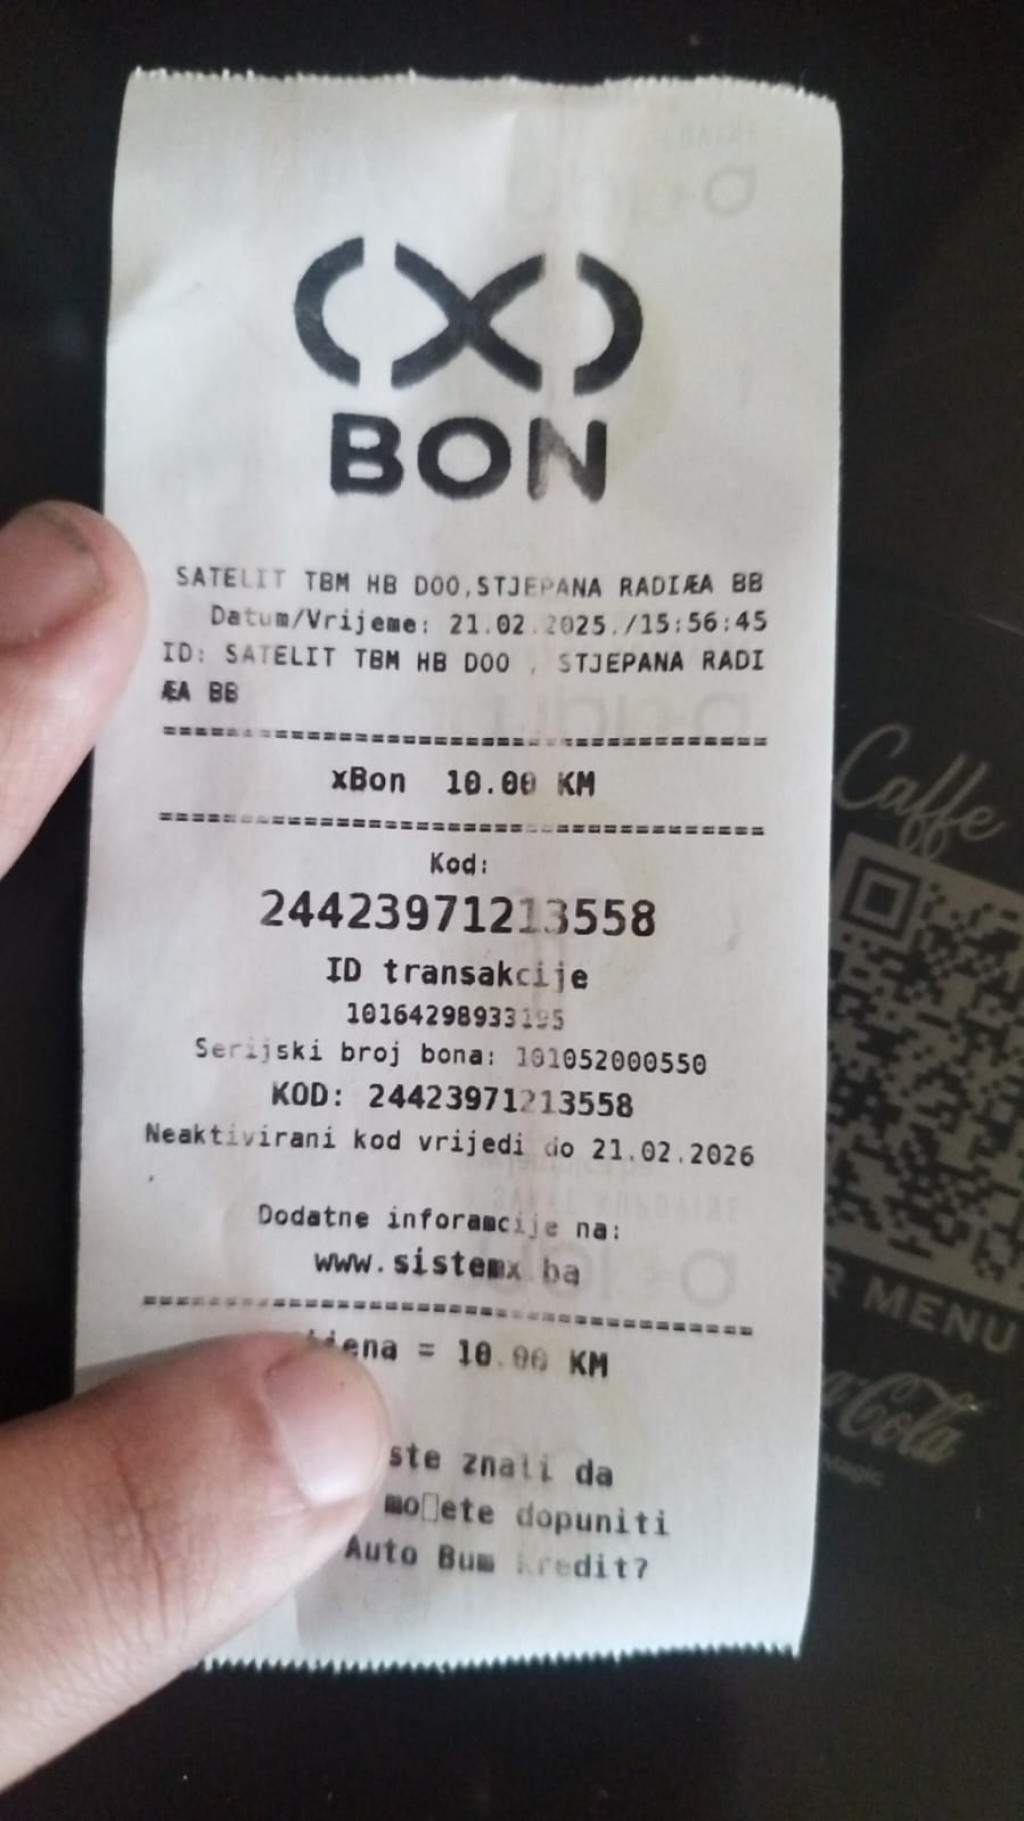 BON
SATELIT TBM HB DOO,STJEPANA RADIÆA BB
Datum/Vrijeme: 21.02.2025./15:56:45
ID: SATELIT TBM HB DOO , STJEPANA RADI
ÆA BB
xBon 10.00 KM
Kod:
24423971213558
ID transakcije
10164298933195
Serijski broj bona: 101052000550
KOD: 24423971213558
Neaktivirani kod vrijedi do 21.02.2026
Dodatne inforamcije na:
www.sistemx.ba
= 10.00 KM
ste znali da
mo□ete dopuniti
Auto Bum kredit?
Caffe
MENU